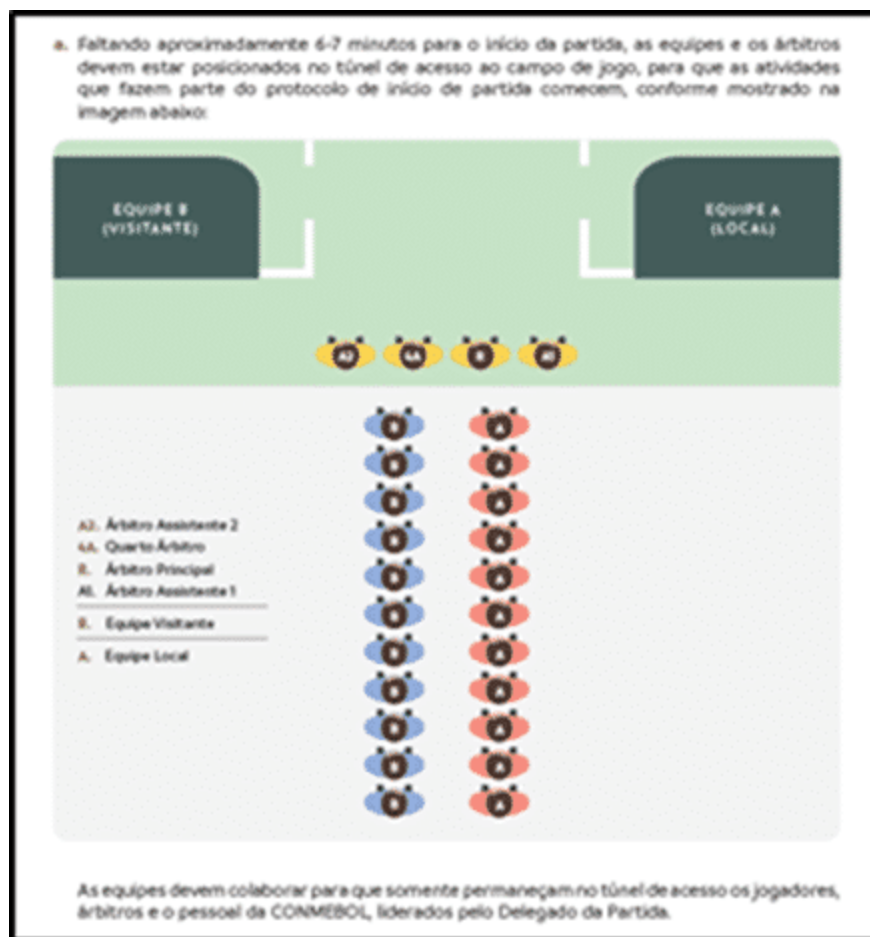 a. Faltando aproximadamente 6-7 minutos para o início da partida, as equipes e os árbitros
devem estar posicionados no túnel de acesso ao campo de jogo, para que as atividades
que fazem parte do protocolo de início de partida comecem, conforme mostrado na
imagem abaixo:
EQUIPE B
(VISITANTE)
EQUIPE A
(LOCAL)
A2 4A R A1
B A
B A
B A
B A
B A
B A
B A
B A
B A
B A
B A
A2. Árbitro Assistente 2
4A. Quarto Árbitro
R. Árbitro Principal
A1. Árbitro Assistente 1
B. Equipe Visitante
A. Equipe Local
As equipes devem colaborar para que somente permaneçam no túnel de acesso os jogadores,
árbitros e o pessoal da CONMEBOL, liderados pelo Delegado da Partida.